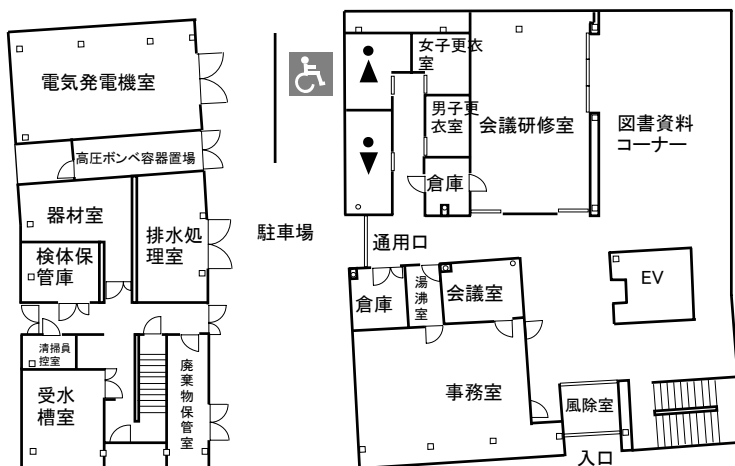 電気発電機室
高圧ボンベ容器置場
器材室
検体保
管庫
排水処
理室
清掃員
控室
受水
槽室
廃棄物保管室
駐車場
女子更衣
室
男子更
衣室
倉庫
会議研修室
図書資料
コーナー
通用口
倉庫
湯沸室
会議室
EV
事務室
風除室
入口